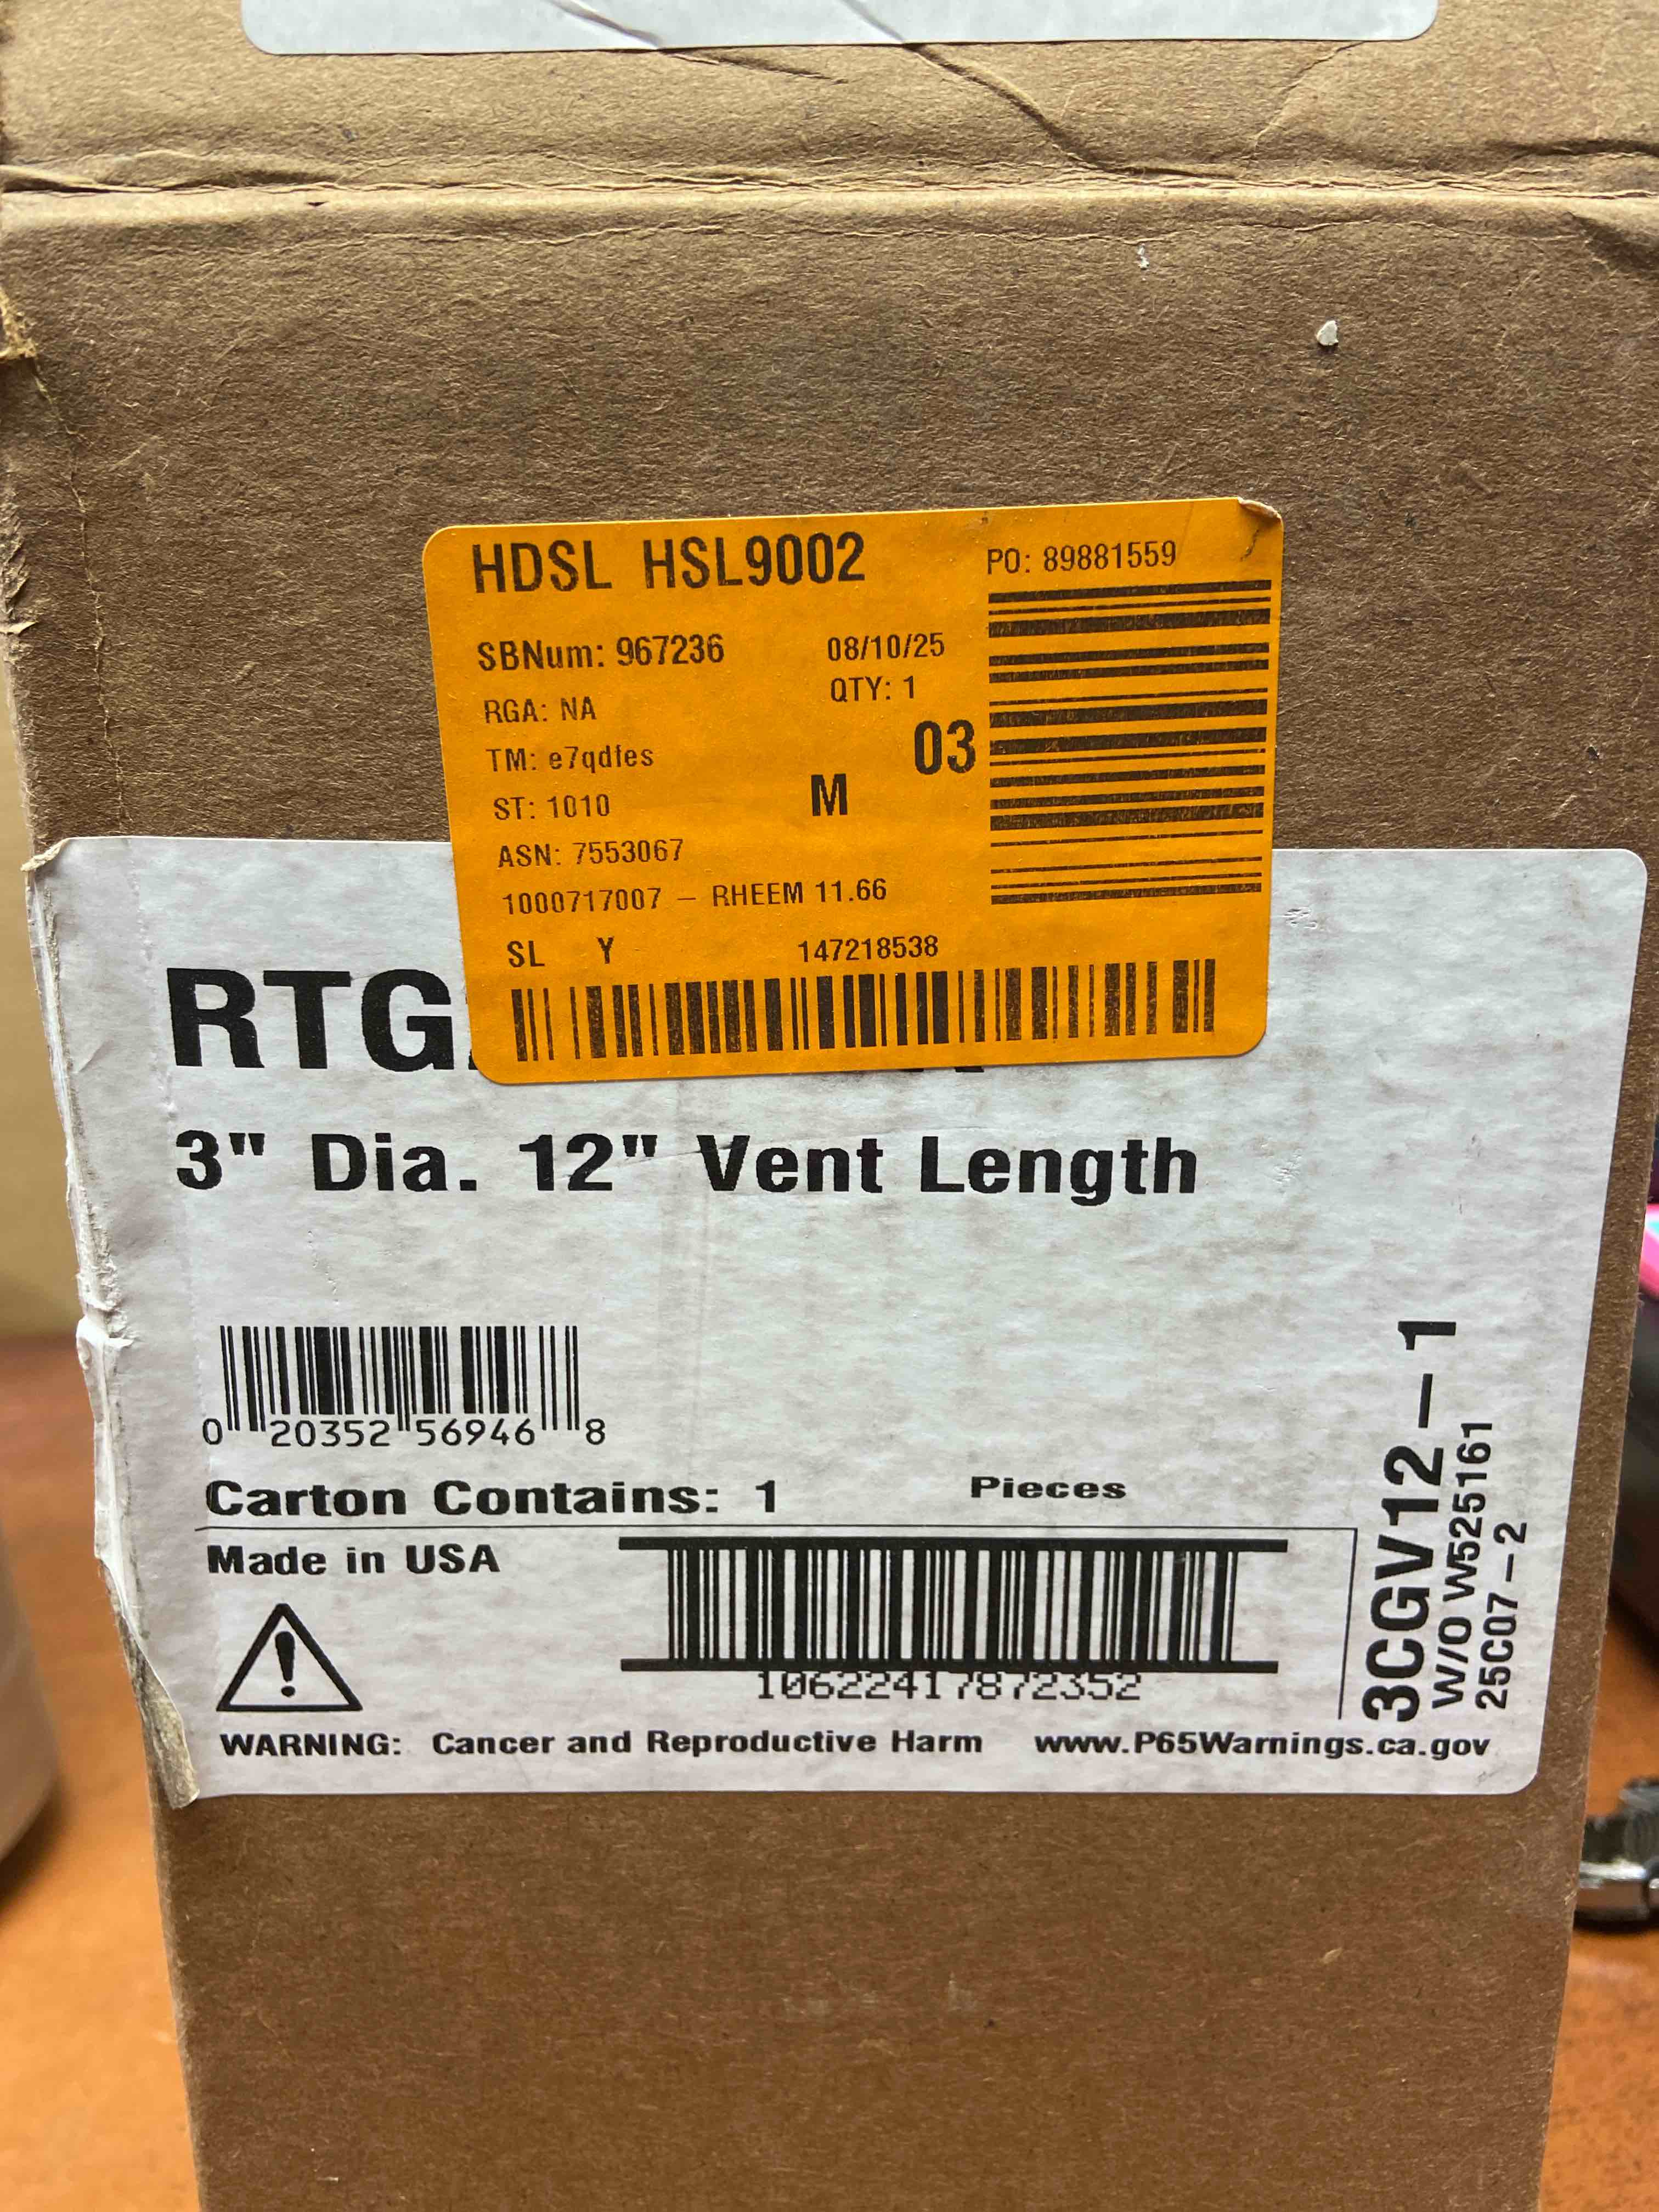 HDSL HSL9002
PO: 89881559
SBNum: 967236
08/10/25
RGA: NA
QTY: 1
TM: e7qdfes
03
ST: 1010
M
ASN: 7553067
1000717007 – RHEEM 11.66
SL Y
147218538
RTG
3" Dia. 12" Vent Length
0 20352 56946 8
Carton Contains: 1 Pieces
Made in USA
10622417872352
WARNING: Cancer and Reproductive Harm www.P65Warnings.ca.gov
3CGV12–1
W/O W525161
25C07–2